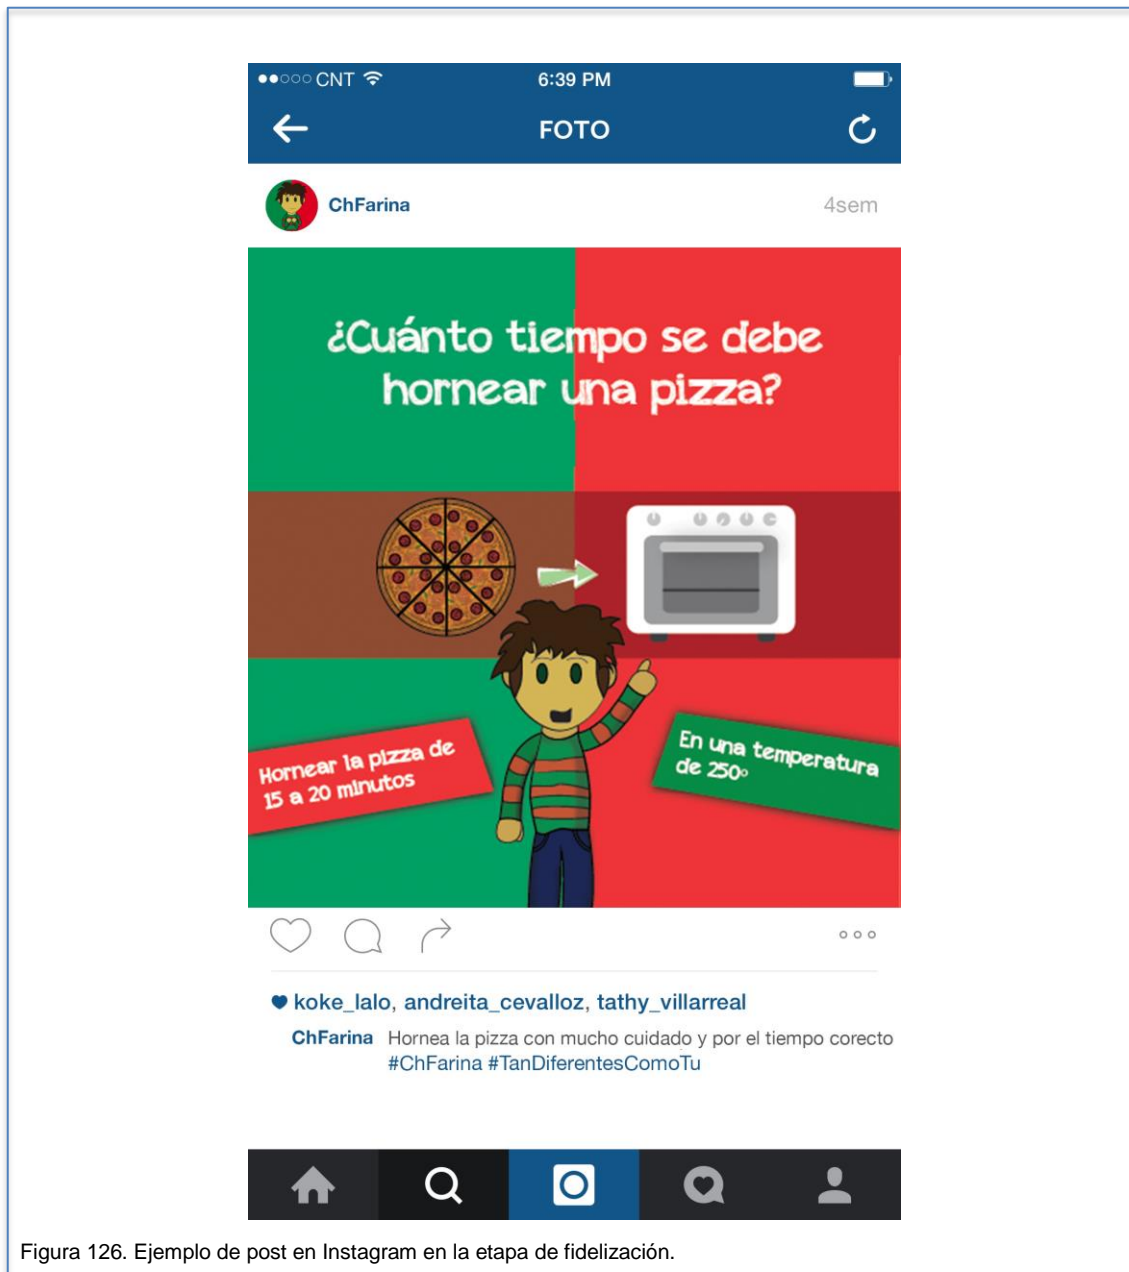 CNT 6:39 PM
FOTO
ChFarina 4sem
¿Cuánto tiempo se debe
hornear una pizza?
Hornear la pizza de
15 a 20 minutos
En una temperatura
de 250º
koke_lalo, andreita_cevalloz, tathy_villarreal
ChFarina Hornea la pizza con mucho cuidado y por el tiempo corecto
#ChFarina #TanDiferentesComoTu
Figura 126. Ejemplo de post en Instagram en la etapa de fidelización.